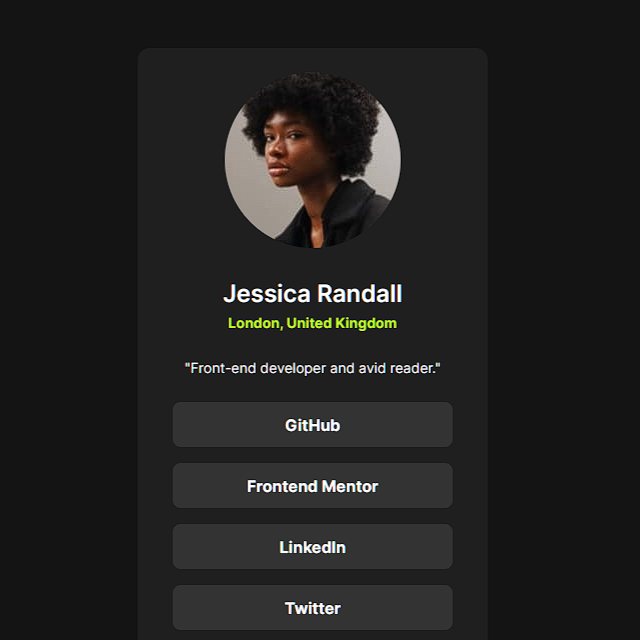 Jessica Randall
London, United Kingdom
"Front-end developer and avid reader."
GitHub
Frontend Mentor
LinkedIn
Twitter